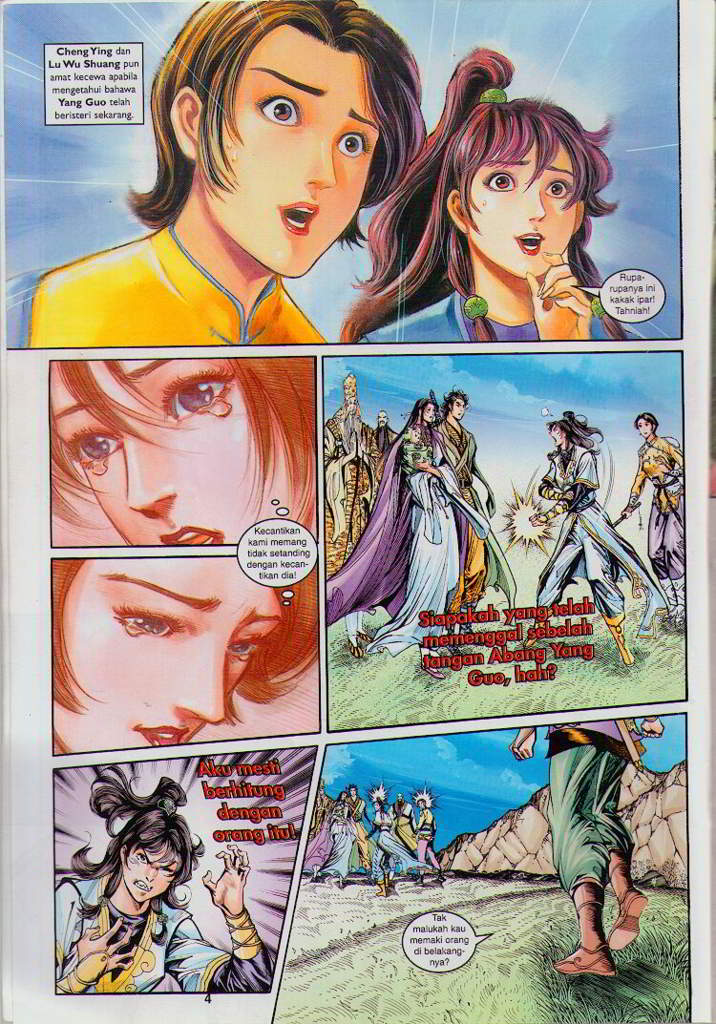 Cheng Ying dan
Lu Wu Shuang pun
amat kecewa apabila
mengetahui bahawa
Yang Guo telah
beristeri sekarang.
Rupa-
rupanya ini
kakak ipar!
Tahniah!
Kecantikan
kami memang
tidak setanding
dengan kecan-
tikan dia!
Siapakah yang telah
memenggal sebelah
tangan Abang Yang
Guo, hah?
Aku mesti
berhitung
dengan
orang itu!
Tak
malukah kau
memaki orang
di belakang-
nya?
4